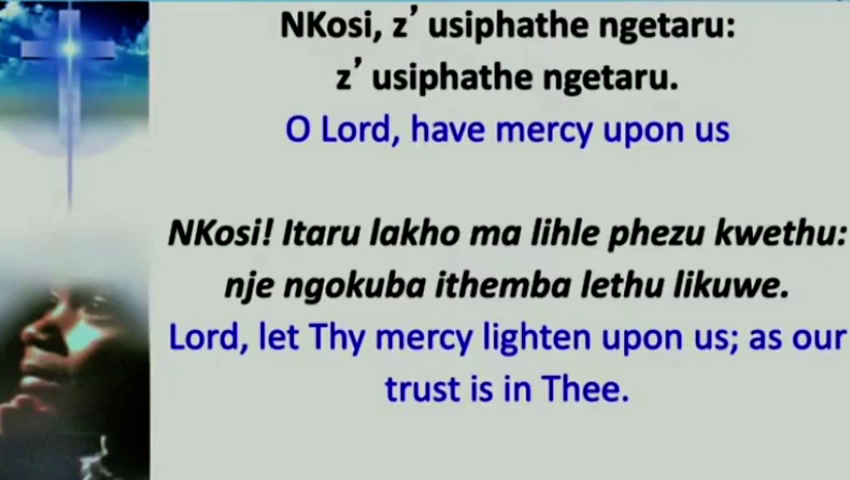 NKosi, z’ usiphathe ngetaru:
z’ usiphathe ngetaru.
O Lord, have mercy upon us
NKosi! Itaru lakho ma lihle phezu kwethu:
nje ngokuba ithemba lethu likuwe.
Lord, let Thy mercy lighten upon us; as our
trust is in Thee.